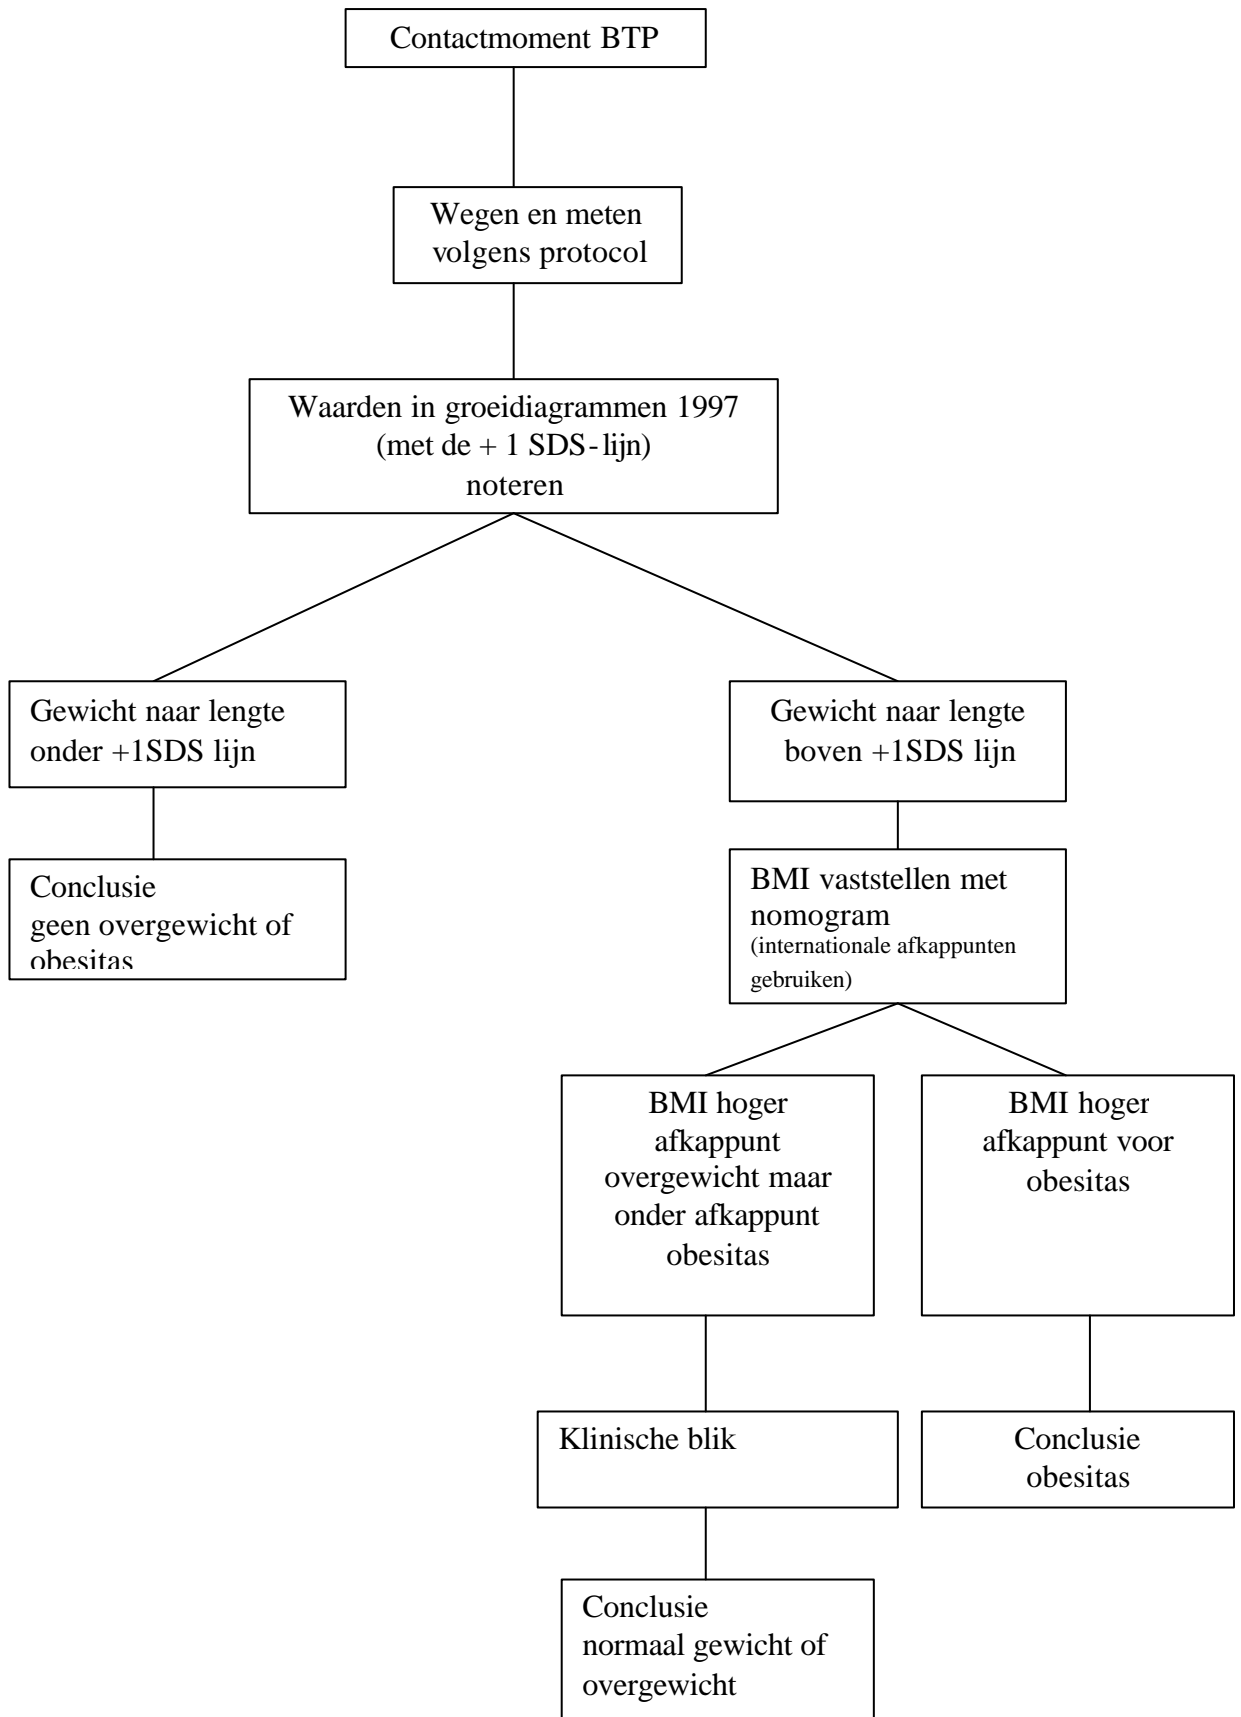 Contactmoment BTP
Wegen en meten
volgens protocol
Waarden in groeidiagrammen 1997
(met de + 1 SDS-lijn)
noteren
Gewicht naar lengte
onder +1SDS lijn
Gewicht naar lengte
boven +1SDS lijn
Conclusie
geen overgewicht of
obesitas
BMI vaststellen met
nomogram
(internationale afkappunten
gebruiken)
BMI hoger
afkappunt
overgewicht maar
onder afkappunt
obesitas
BMI hoger
afkappunt voor
obesitas
Klinische blik
Conclusie
obesitas
Conclusie
normaal gewicht of
overgewicht